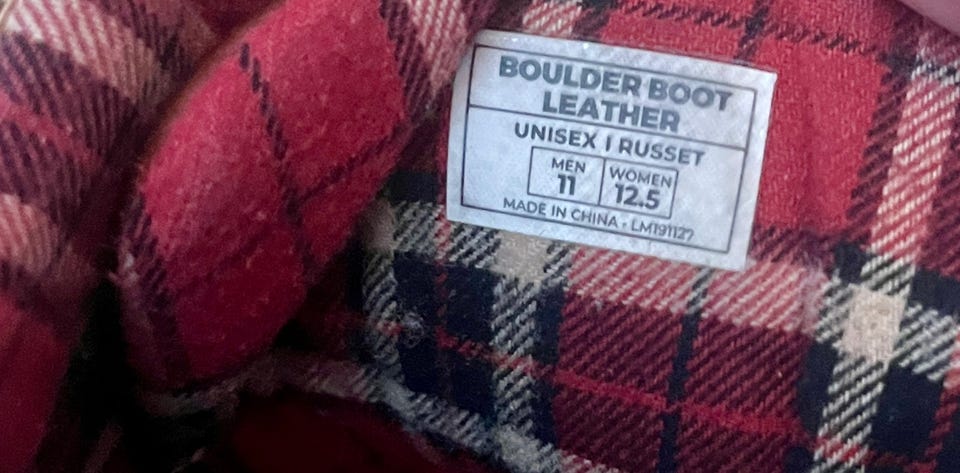 BOULDER BOOT
LEATHER
UNISEX | RUSSET
MEN WOMEN
11 12.5
MADE IN CHINA • LM191127